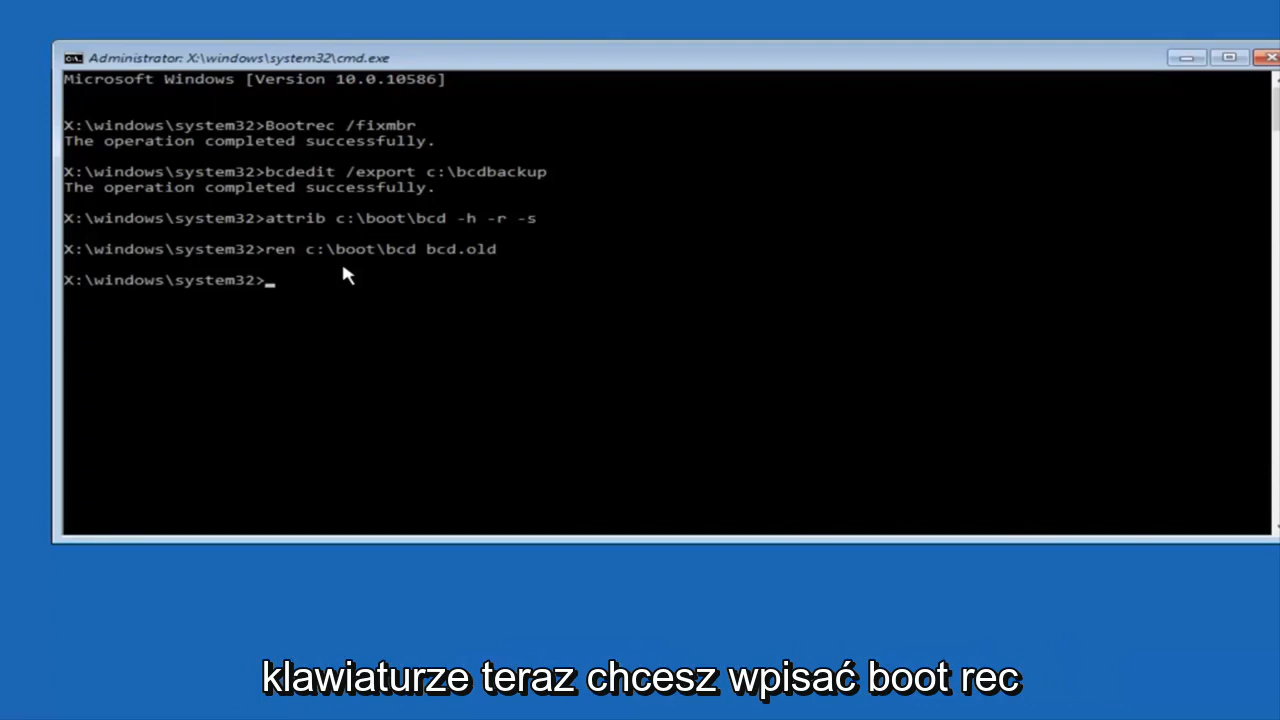 Administrator: X:\windows\system32\cmd.exe
Microsoft Windows [Version 10.0.10586]
X:\windows\system32>Bootrec /fixmbr
The operation completed successfully.
X:\windows\system32>bcdedit /export c:\bcdbackup
The operation completed successfully.
X:\windows\system32>attrib c:\boot\bcd -h -r -s
X:\windows\system32>ren c:\boot\bcd bcd.old
X:\windows\system32>_
klawiaturze teraz chcesz wpisać boot rec